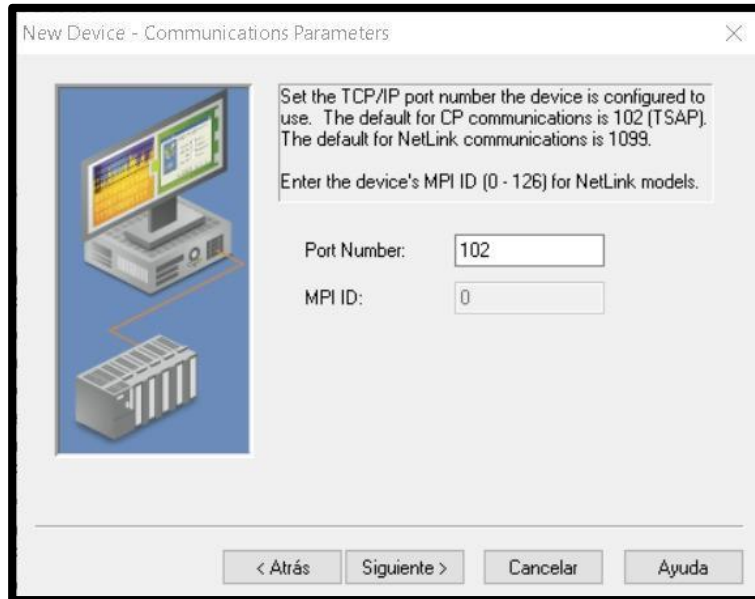 New Device - Communications Parameters
Set the TCP/IP port number the device is configured to
use. The default for CP communications is 102 (TSAP).
The default for NetLink communications is 1099.
Enter the device's MPI ID (0 - 126) for NetLink models.
Port Number: 102
MPI ID: 0
< Atrás Siguiente > Cancelar Ayuda